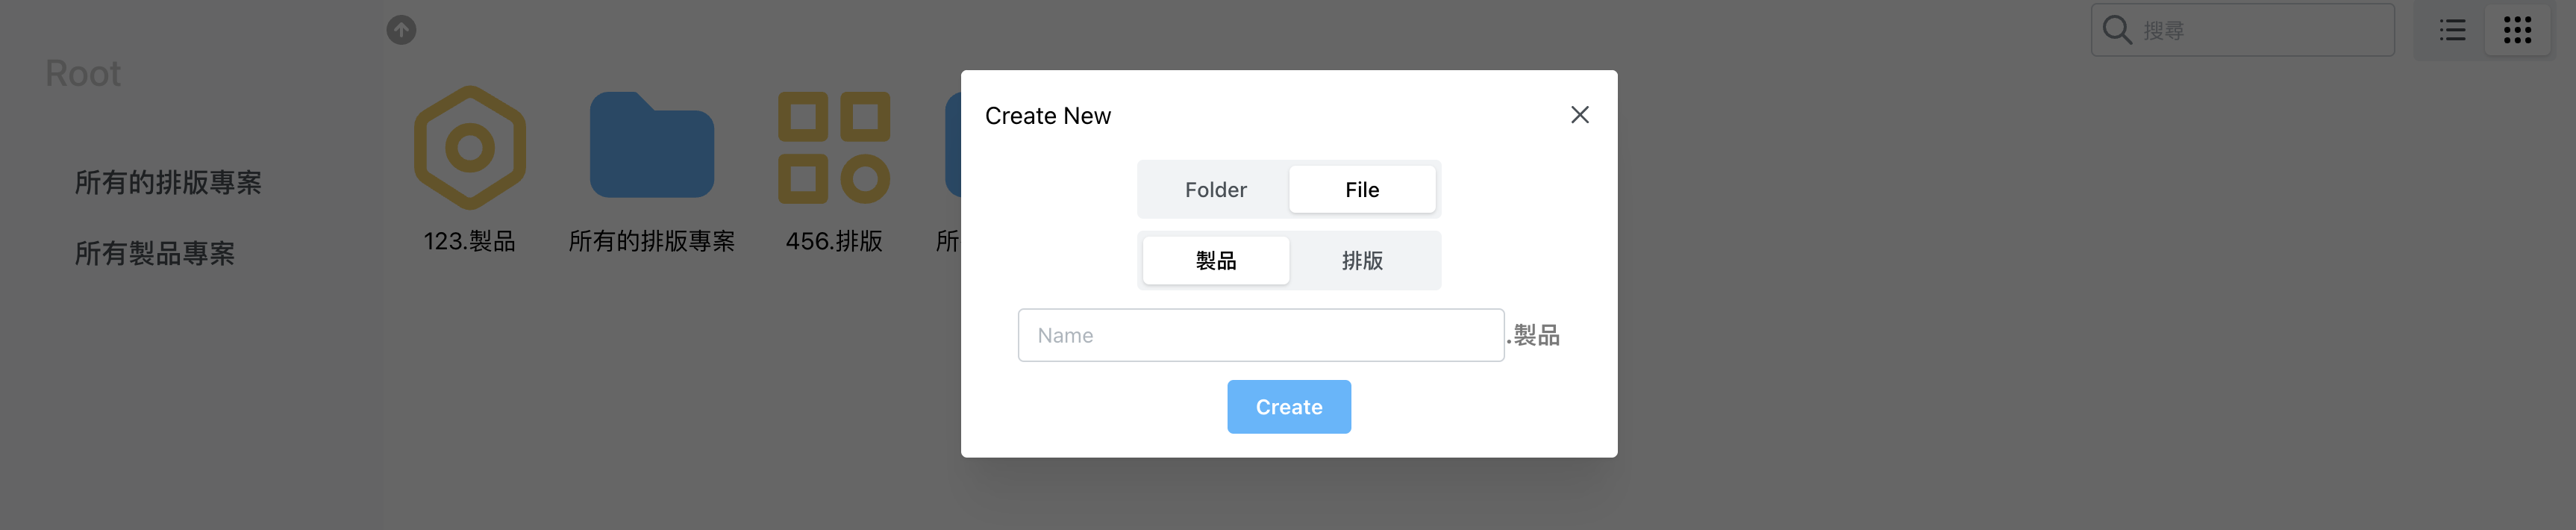 Root
所有的排版專案
所有製品專案
搜尋
123.製品
所有的排版專案
456.排版
所
Create New
Folder
File
製品
排版
Name
.製品
Create